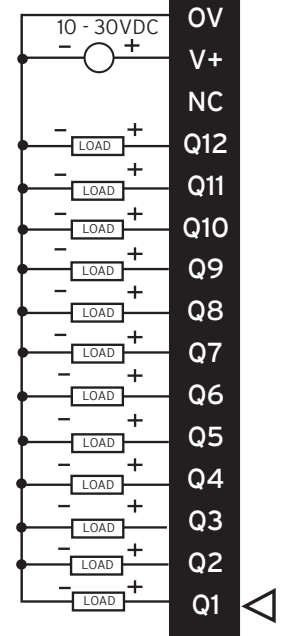 10 - 30VDC 0V
− + V+
NC
− LOAD + Q12
− LOAD + Q11
− LOAD + Q10
− LOAD + Q9
− LOAD + Q8
− LOAD + Q7
− LOAD + Q6
− LOAD + Q5
− LOAD + Q4
− LOAD + Q3
− LOAD + Q2
− LOAD + Q1